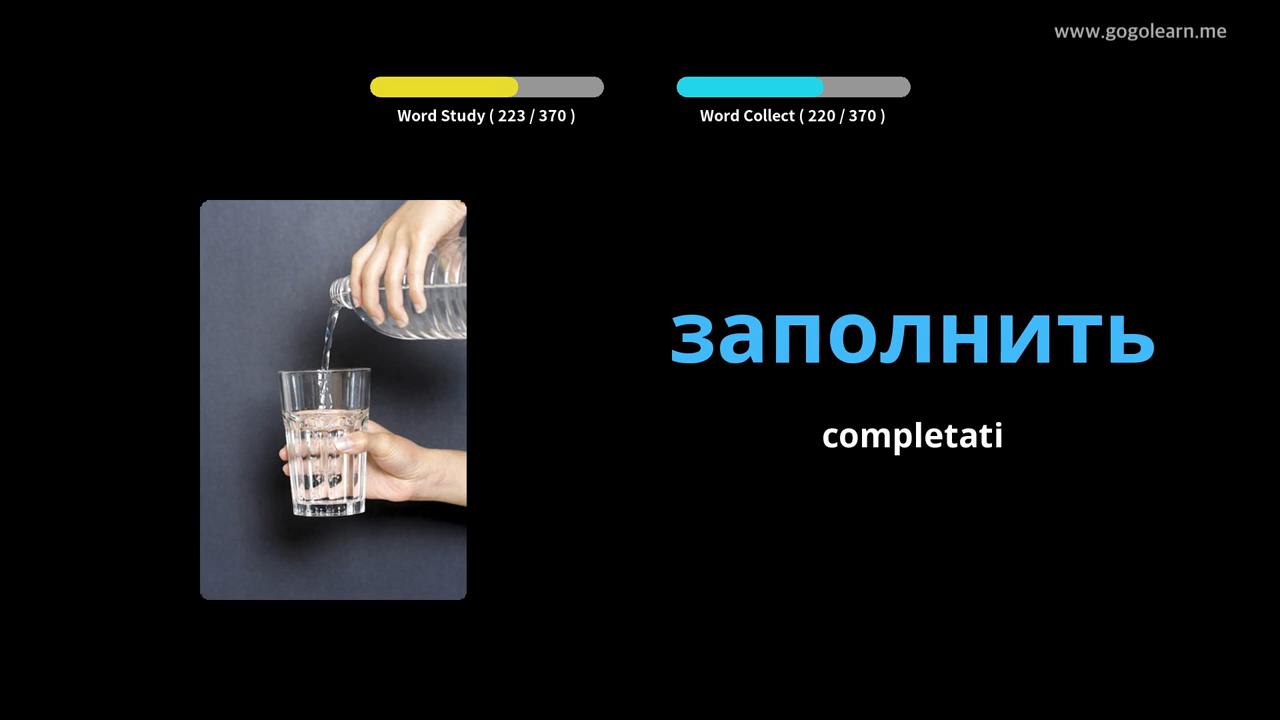 www.gogolearn.me
Word Study ( 223 / 370 )
Word Collect ( 220 / 370 )
заполнить
completati